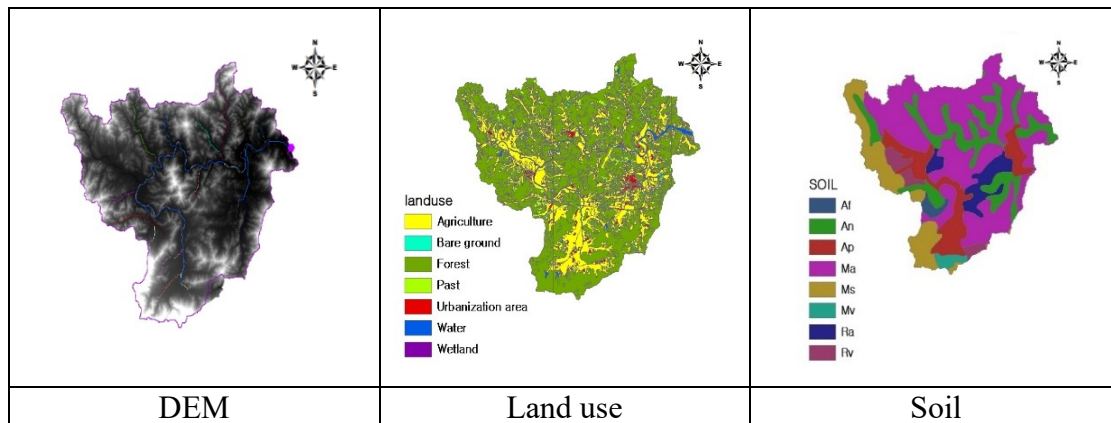 N
W E
S
N
W E
S
N
W E
S
landuse
Agriculture
Bare ground
Forest
Past
Urbanization area
Water
Wetland
SOIL
Af
An
Ap
Ma
Ms
Mv
Ra
Rv
DEM
Land use
Soil